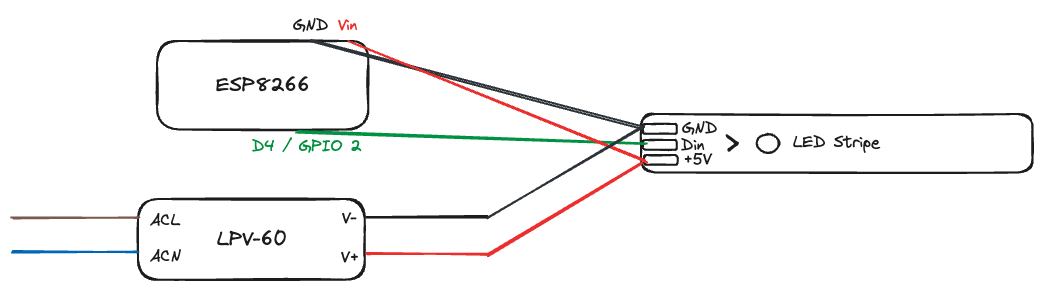 GND Vin
ESP8266
D4 / GPIO 2
GND
Din
+5V
> LED Stripe
ACL
ACN
LPV-60
V-
V+